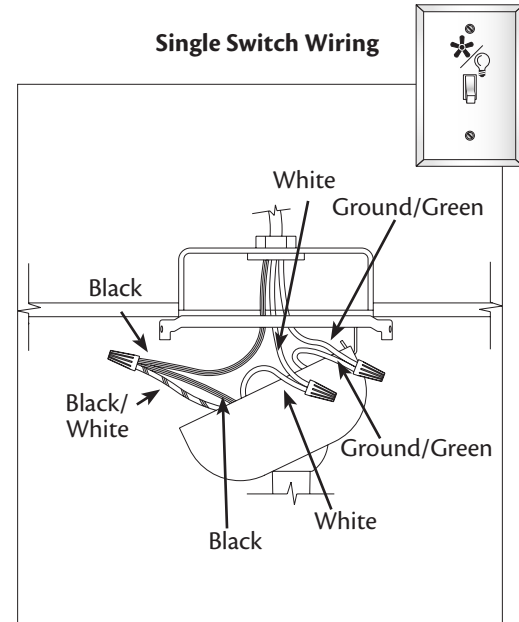 Single Switch Wiring
White
Ground/Green
Black
Black/
White
Ground/Green
White
Black